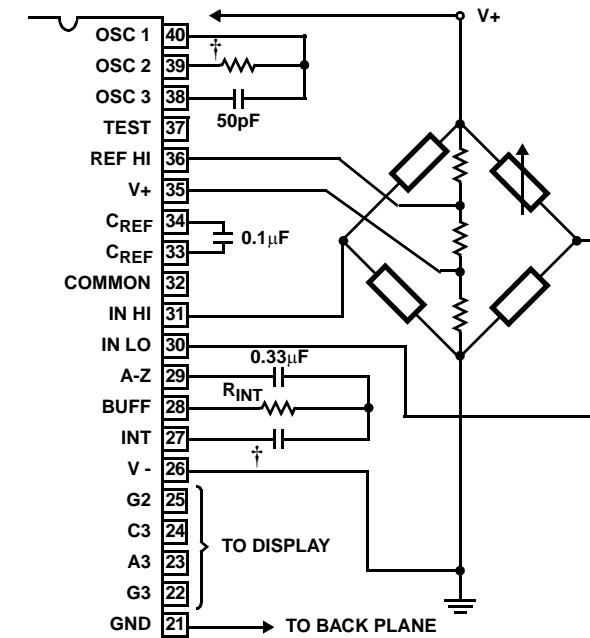 V+
OSC 1 40
†
OSC 2 39
OSC 3 38
50pF
TEST 37
REF HI 36
V+ 35
CREF 34
0.1µF
CREF 33
COMMON 32
IN HI 31
IN LO 30
0.33µF
A-Z 29
RINT
BUFF 28
INT 27
†
V - 26
G2 25
C3 24
TO DISPLAY
A3 23
G3 22
GND 21 TO BACK PLANE